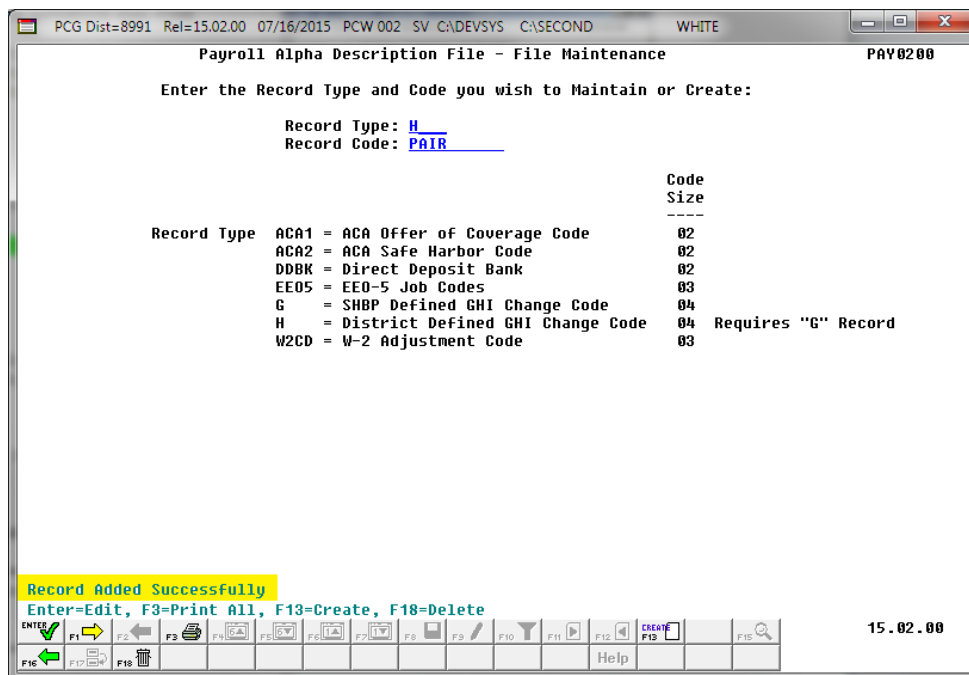 PCG Dist=8991 Rel=15.02.00 07/16/2015 PCW 002 SV C:\DEVSYS C:\SECOND WHITE
Payroll Alpha Description File - File Maintenance PAY0200
Enter the Record Type and Code you wish to Maintain or Create:
Record Type: H___
Record Code: PAIR______
Code
Size
----
Record Type ACA1 = ACA Offer of Coverage Code 02
ACA2 = ACA Safe Harbor Code 02
DDBK = Direct Deposit Bank 02
EEO5 = EEO-5 Job Codes 03
G = SHBP Defined GHI Change Code 04
H = District Defined GHI Change Code 04 Requires "G" Record
W2CD = W-2 Adjustment Code 03
Record Added Successfully
Enter=Edit, F3=Print All, F13=Create, F18=Delete
ENTER F1 F2 F3 F4 F5 F6 F7 F8 F9 F10 F11 F12 CREATE F13 F15 15.02.00
F16 F17 F18 Help